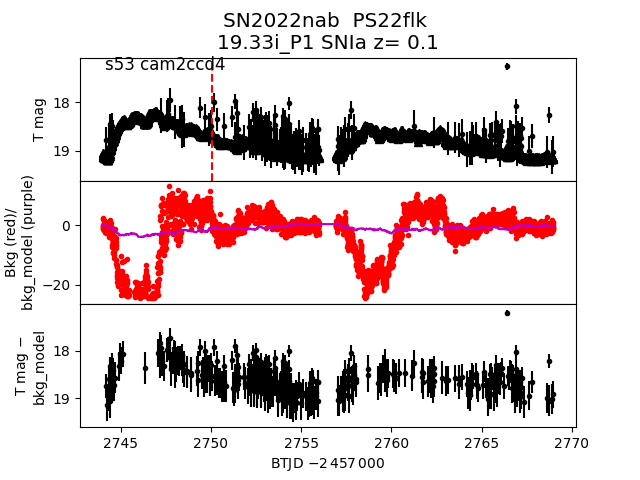 SN2022nab  PS22flk
19.33i_P1 SNIa z= 0.1
s53 cam2ccd4
T mag
18
19
Bkg (red)/
bkg_model (purple)
0
−20
T mag −
bkg_model
18
19
2745
2750
2755
2760
2765
2770
BTJD −2 457 000